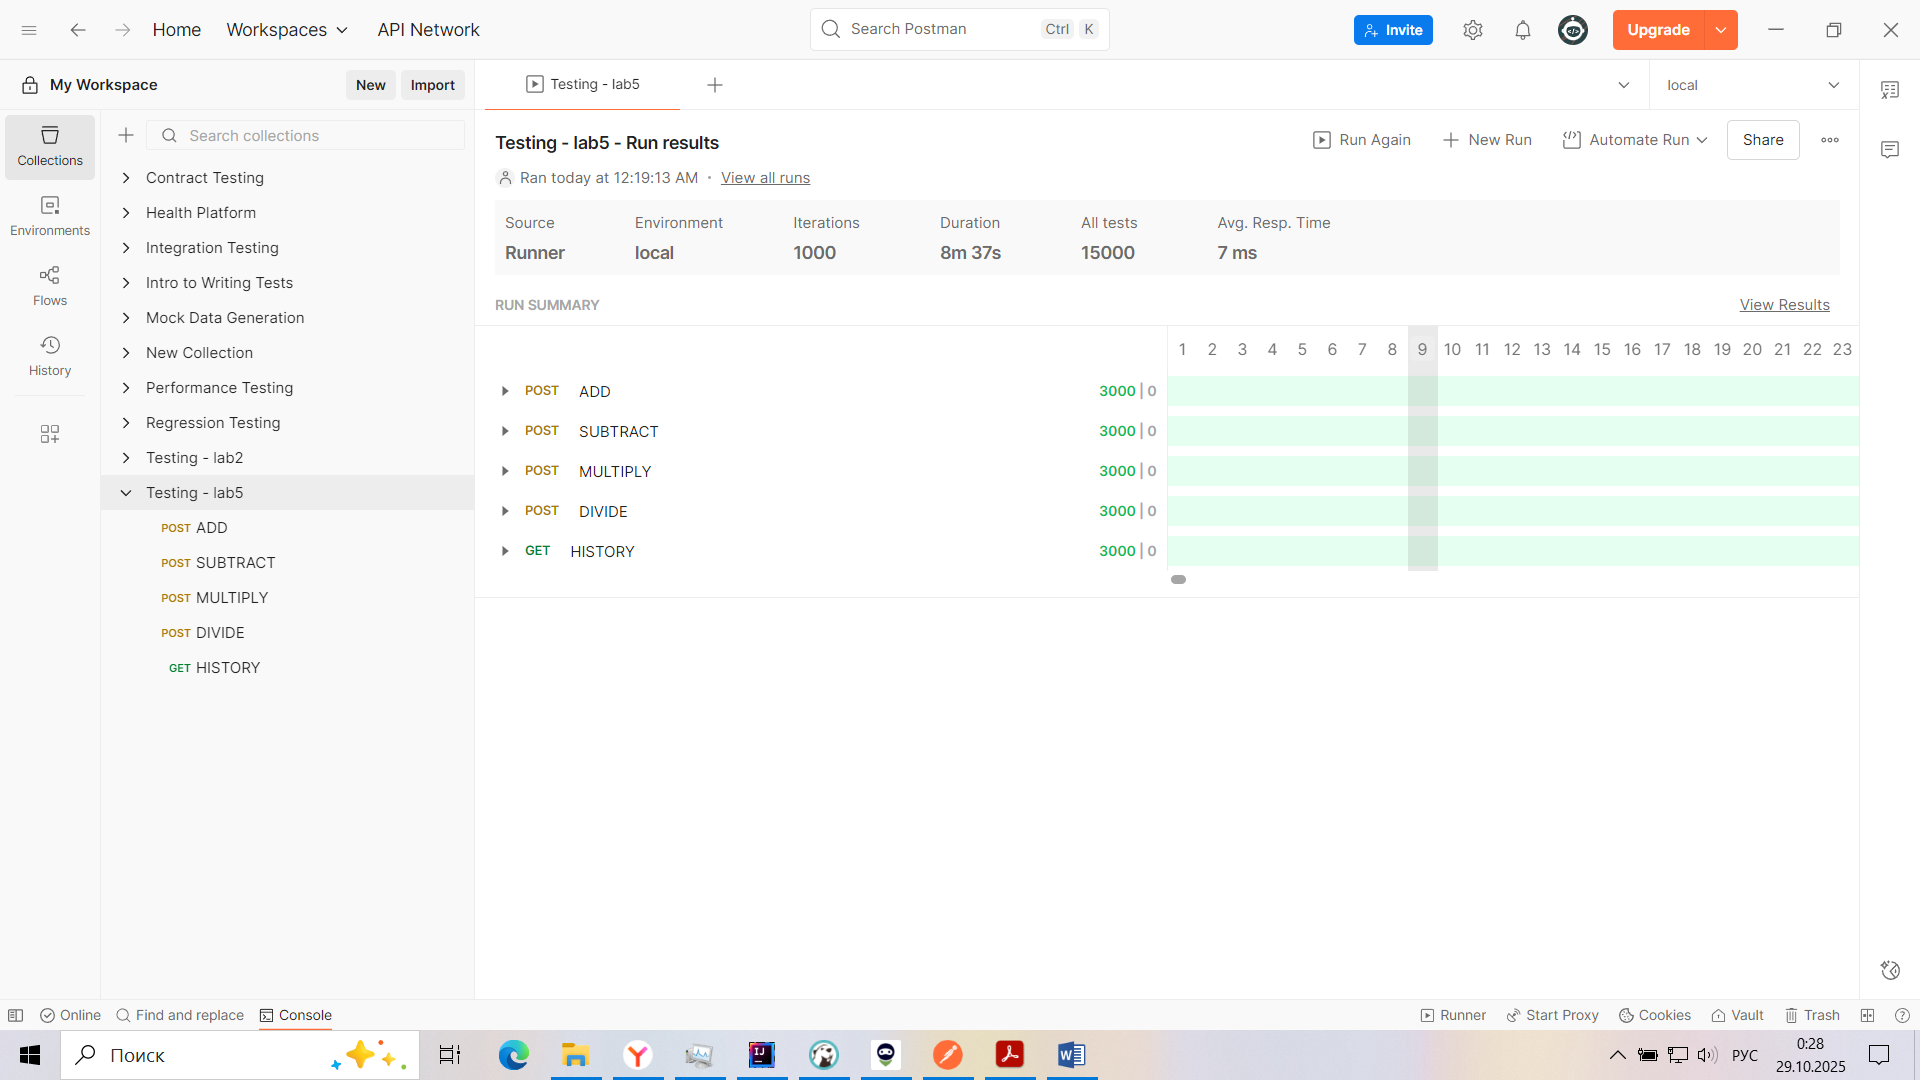 Home Workspaces API Network Search Postman Ctrl K Invite Upgrade
My Workspace New Import Testing - lab5 local
Collections
Environments
Flows
History
Search collections
Contract Testing
Health Platform
Integration Testing
Intro to Writing Tests
Mock Data Generation
New Collection
Performance Testing
Regression Testing
Testing - lab2
Testing - lab5
POST ADD
POST SUBTRACT
POST MULTIPLY
POST DIVIDE
GET HISTORY
Testing - lab5 - Run results Run Again New Run Automate Run Share
Ran today at 12:19:13 AM · View all runs
Source Environment Iterations Duration All tests Avg. Resp. Time
Runner local 1000 8m 37s 15000 7 ms
RUN SUMMARY View Results
1 2 3 4 5 6 7 8 9 10 11 12 13 14 15 16 17 18 19 20 21 22 23
POST ADD 3000 | 0
POST SUBTRACT 3000 | 0
POST MULTIPLY 3000 | 0
POST DIVIDE 3000 | 0
GET HISTORY 3000 | 0
Online Find and replace Console Runner Start Proxy Cookies Vault Trash
Поиск РУС 0:28
29.10.2025